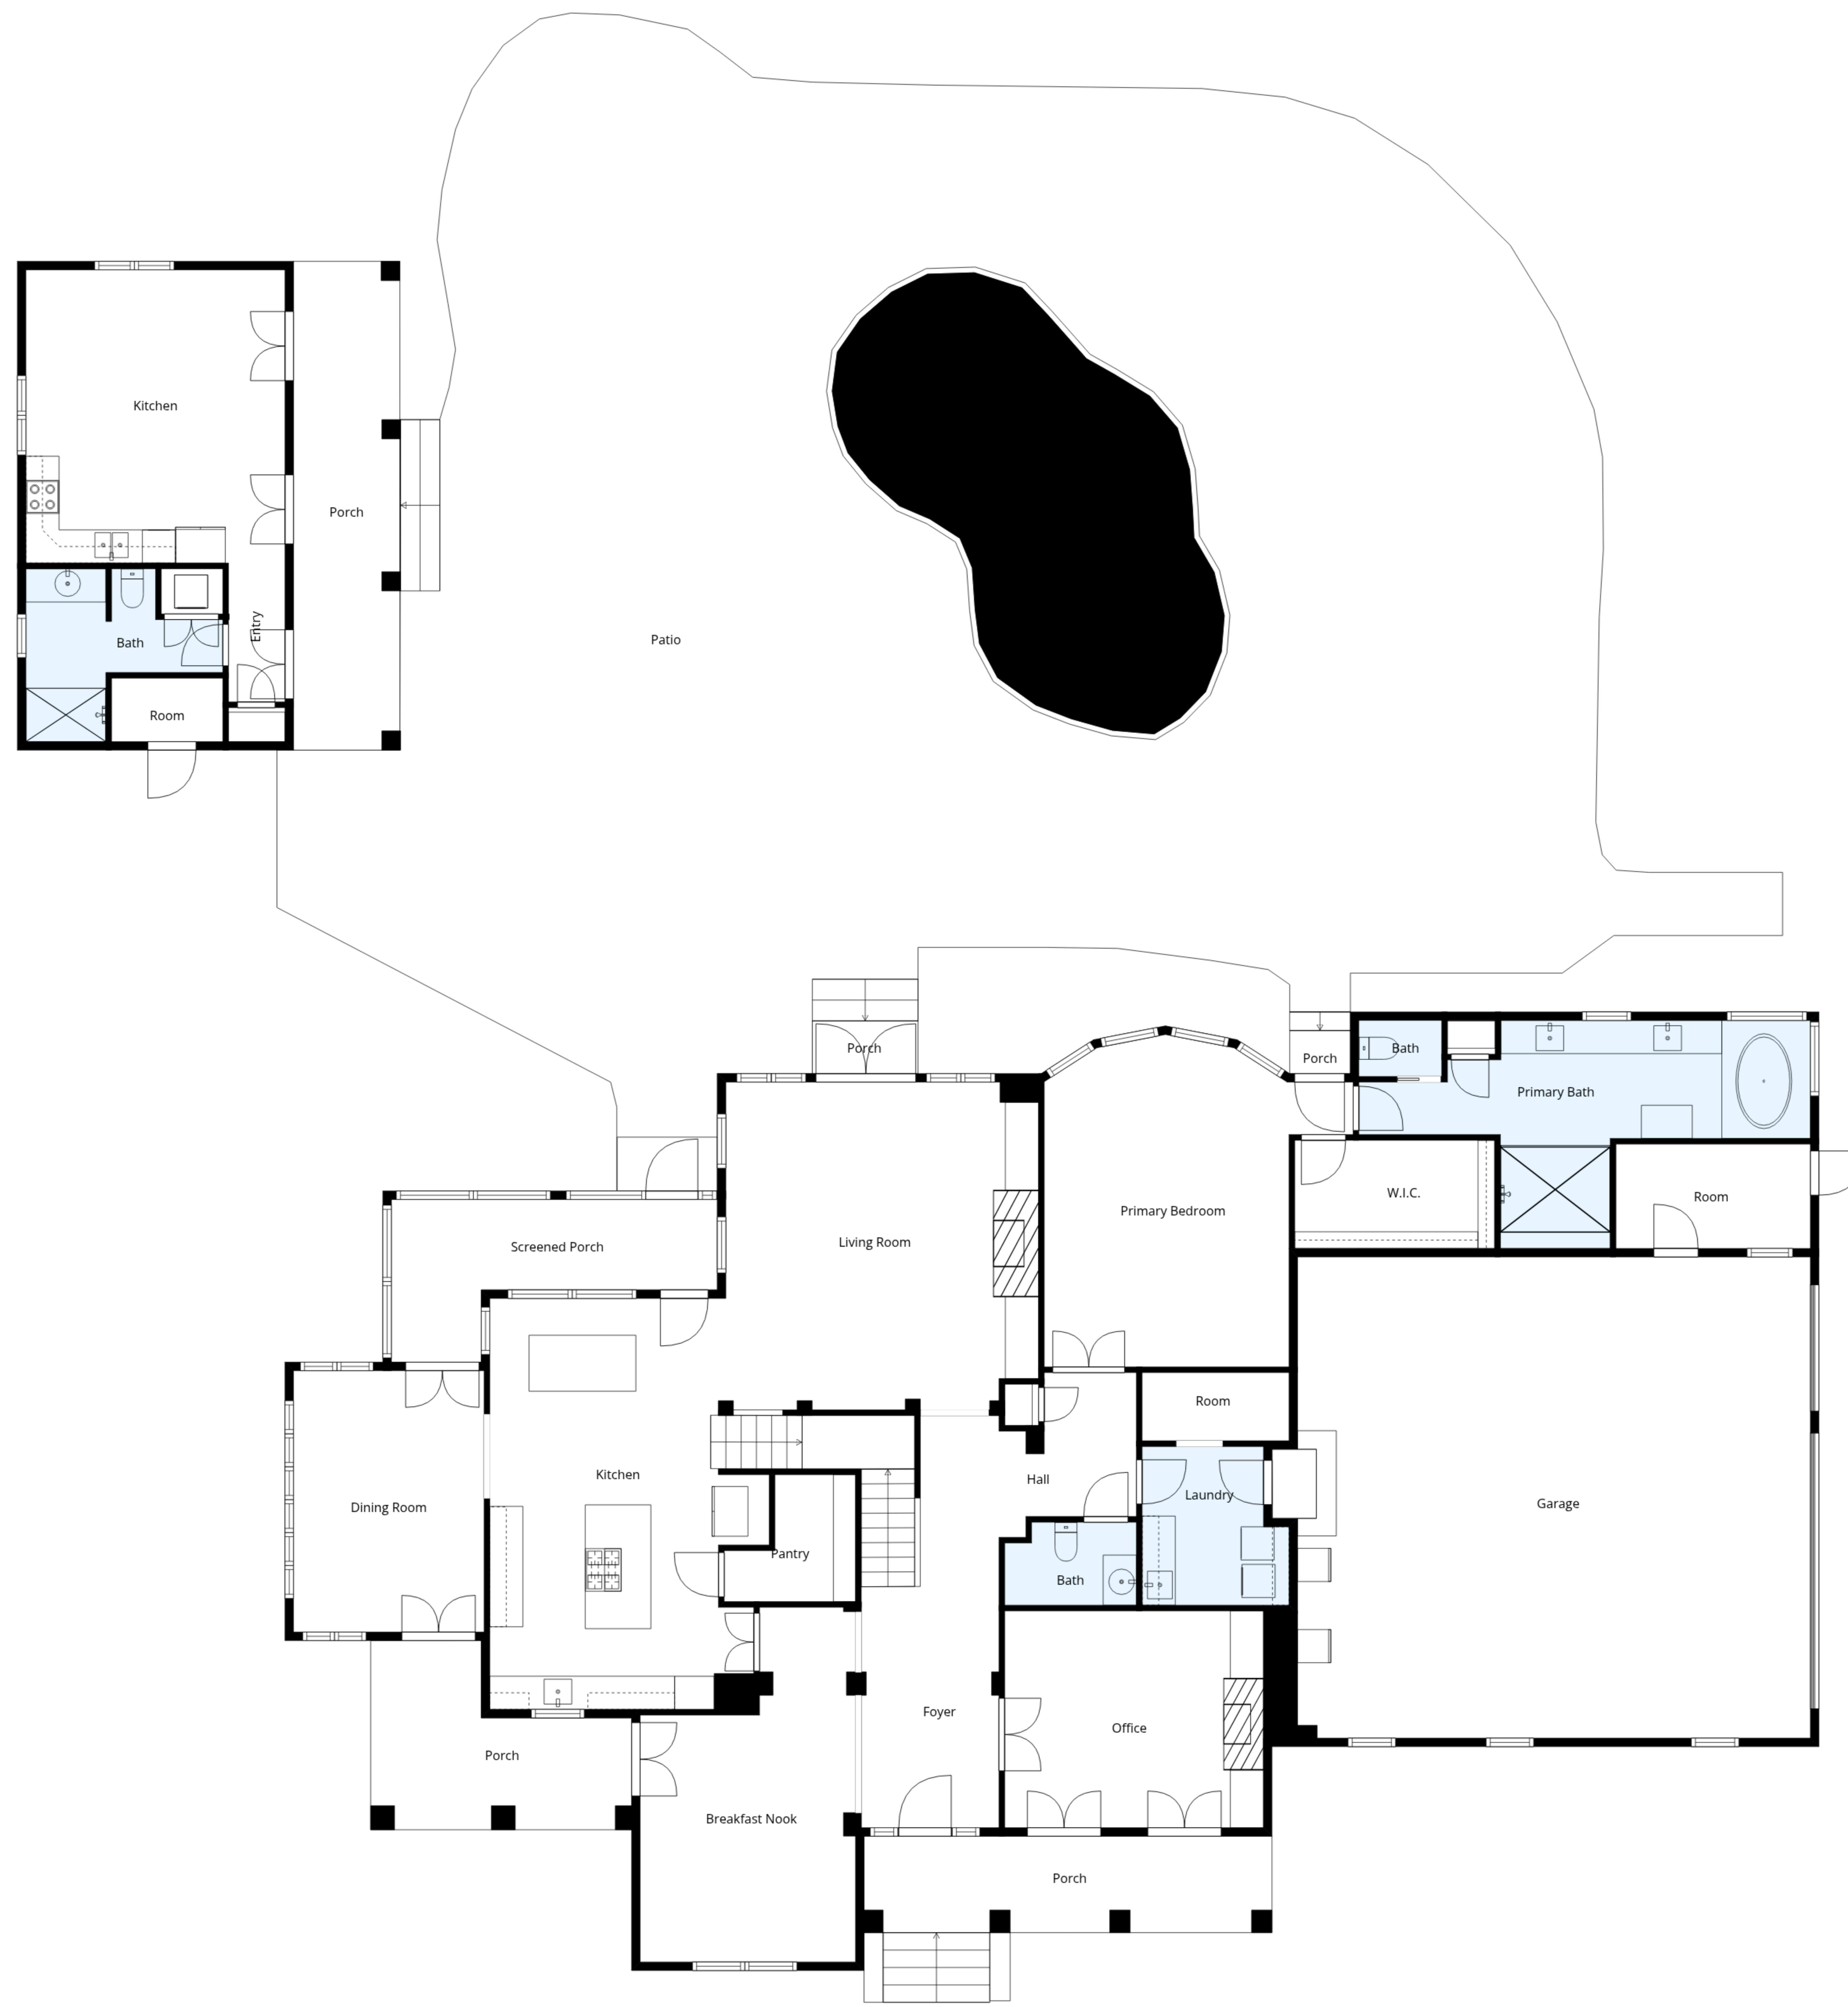 Kitchen
Porch
Entry
Bath
Patio
Room
Porch
Bath
Porch
Primary Bath
W.I.C.
Room
Primary Bedroom
Living Room
Screened Porch
Room
Kitchen
Hall
Laundry
Garage
Dining Room
Pantry
Bath
Foyer
Office
Porch
Breakfast Nook
Porch